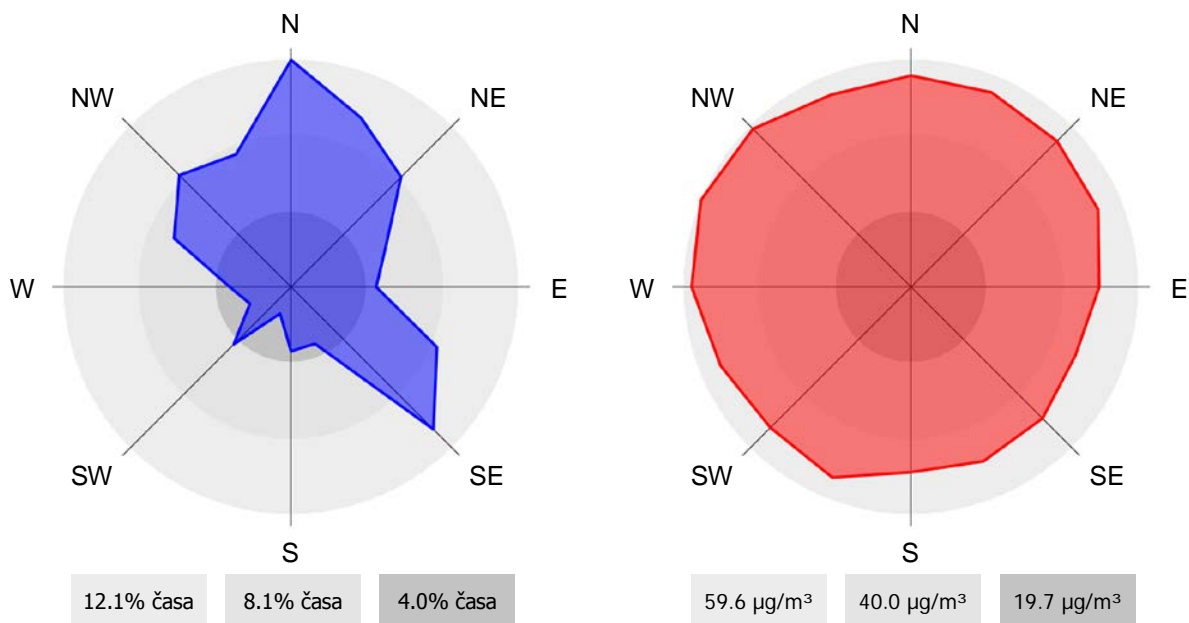 N
NW
NE
W
E
SW
SE
S
12.1% časa
8.1% časa
4.0% časa
N
NW
NE
W
E
SW
SE
S
59.6 µg/m³
40.0 µg/m³
19.7 µg/m³